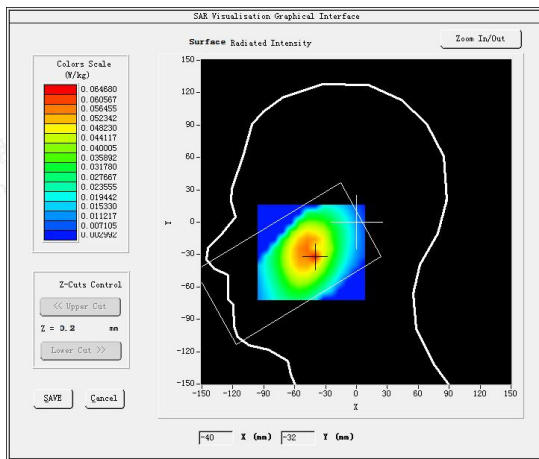 SAR Visualisation Graphical Interface
Surface Radiated Intensity
Zoom In/Out
Colors Scale
(W/kg)
0.064680
0.060567
0.056455
0.052342
0.048230
0.044117
0.040005
0.035892
0.031780
0.027667
0.023555
0.019442
0.015330
0.011217
0.007105
0.002992
Z-Cuts Control
<< Upper Cut
Z = 3.2 mm
Lower Cut >>
SAVE
Cancel
150
120
90
60
30
0
-30
-60
-90
-120
-150
Y
-150
-120
-90
-60
-30
0
30
60
90
120
150
X
-40 X (mm) -32 Y (mm)